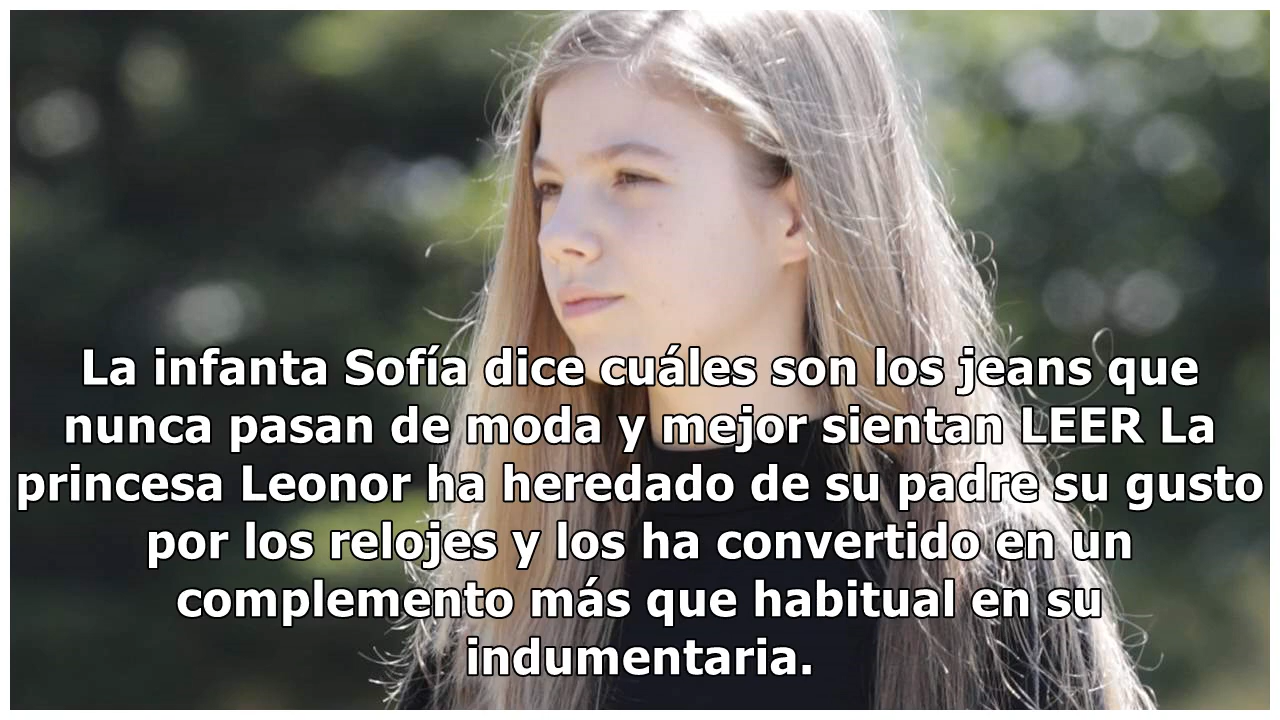 La infanta Sofía dice cuáles son los jeans que
nunca pasan de moda y mejor sientan LEER La
princesa Leonor ha heredado de su padre su gusto
por los relojes y los ha convertido en un
complemento más que habitual en su
indumentaria.